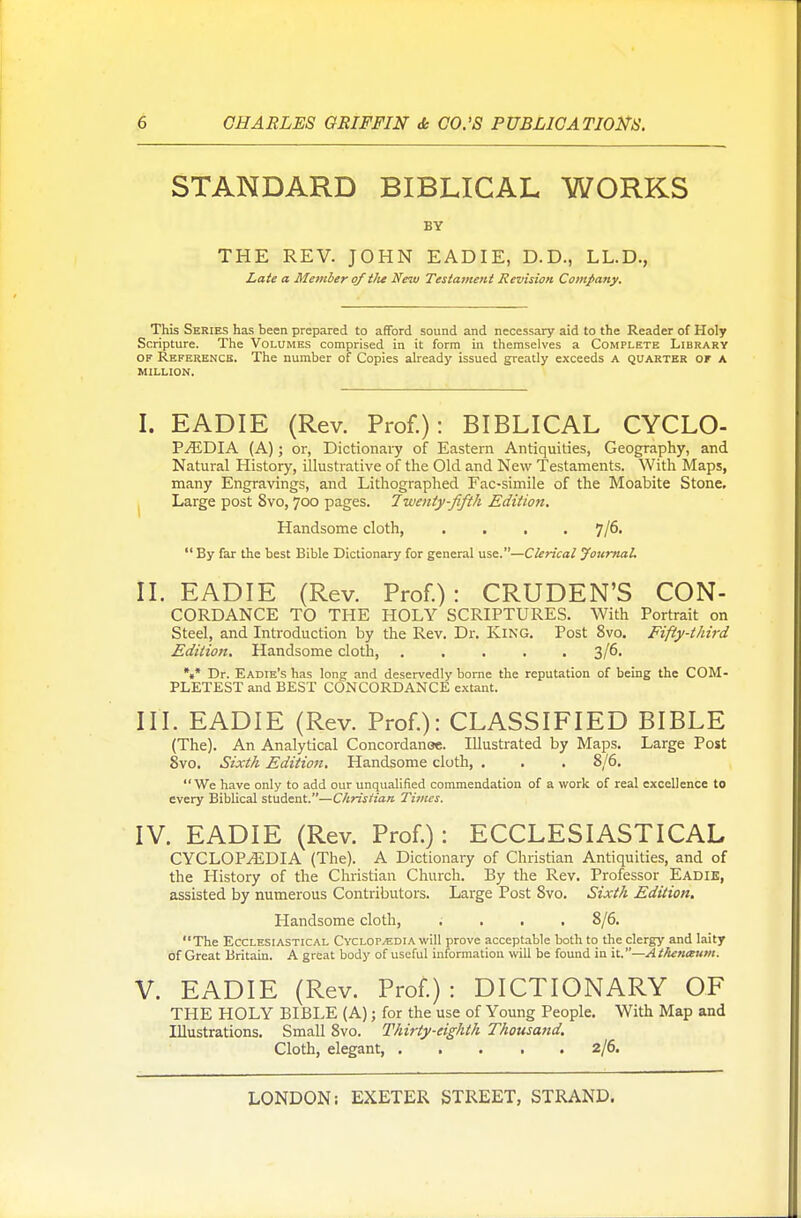 6 CHARLES GRIFFIN & CO.'S PUBLICATIONS.
STANDARD BIBLICAL WORKS
BY
THE REV. JOHN EADIE, D.D., LL.D.,
Late a Member of the New Testament Revision Company.
This Series has been prepared to afford sound and necessary aid to the Reader of Holy
Scripture. The Volumes comprised in it form in themselves a Complete Library
of Reference. The number of Copies already issued greatly exceeds a quarter of a
million.
I. EADIE (Rev. Prof.): BIBLICAL CYCLO-
PÆDIA (A); or, Dictionary of Eastern Antiquities, Geography, and
Natural History, illustrative of the Old and New Testaments. With Maps,
many Engravings, and Lithographed Fac-simile of the Moabite Stone.
Large post 8vo, 700 pages. Twenty-fifth Edition.
Handsome cloth, . . . . 7/6.
"By far the best Bible Dictionary for general use."—Clerical Journal.
II. EADIE (Rev. Prof.): CRUDEN'S CON-
CORDANCE TO THE HOLY SCRIPTURES. With Portrait on
Steel, and Introduction by the Rev. Dr. King. Post 8vo. Fifty-third
Edition. Handsome cloth, . . . . . 3/6.
*** Dr. Eadie's has long and deservedly borne the reputation of being the COM-
PLETEST and BEST CONCORDANCE extant.
III. EADIE (Rev. Prof.): CLASSIFIED BIBLE
(The). An Analytical Concordance. Illustrated by Maps. Large Post
8vo. Sixth Edition. Handsome cloth, . . . 8/6.
"We have only to add our unqualified commendation of a work of real excellence to
every Biblical student."—Christian Times.
IV. EADIE (Rev. Prof.): ECCLESIASTICAL
CYCLOPÆDIA (The). A Dictionary of Christian Antiquities, and of
the History of the Christian Church. By the Rev. Professor Eadie,
assisted by numerous Contributors. Large Post 8vo. Sixth Edition.
Handsome cloth, . . . . 8/6.
"The Ecclesiastical Cyclopædia will prove acceptable both to the clergy and laity
of Great Britain. A great body of useful information will be found in it."—Athenæum.
V. EADIE (Rev. Prof.): DICTIONARY OF
THE HOLY BIBLE (A); for the use of Young People. With Map and
Illustrations. Small 8vo. Thirty-eighth Thousand.
Cloth, elegant, . . . . . 2/6.
LONDON: EXETER STREET, STRAND.